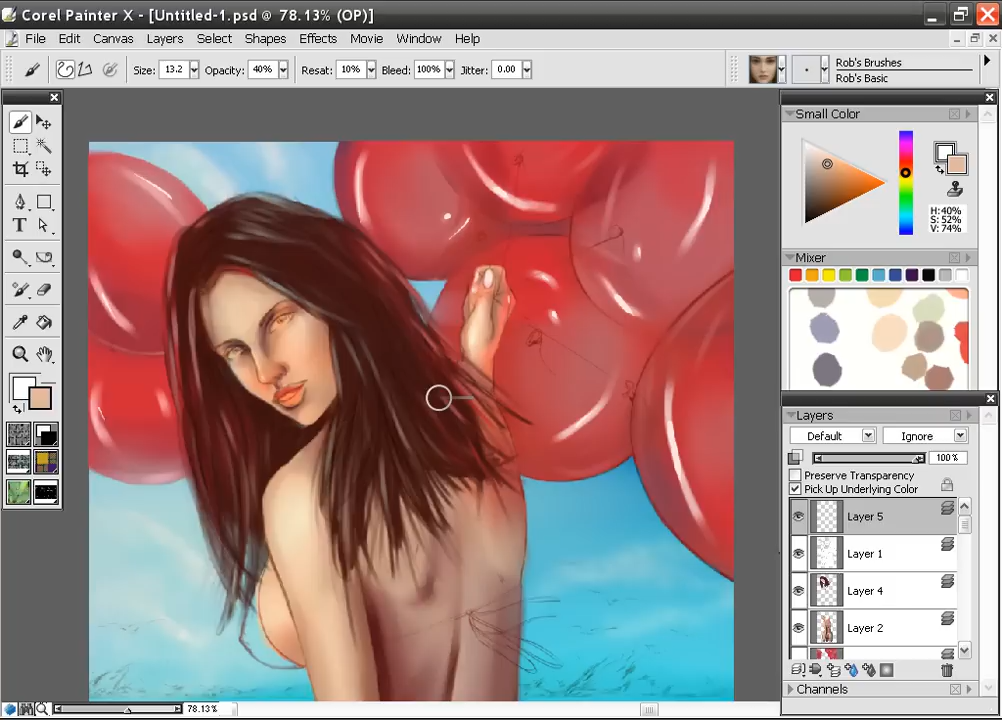 Corel Painter X - [Untitled-1.psd @ 78.13% (OP)]
File Edit Canvas Layers Select Shapes Effects Movie Window Help
Size: 13.2 Opacity: 40% Resat: 10% Bleed: 100% Jitter: 0.00
Rob's Brushes
Rob's Basic
Small Color
H:40%
S: 52%
V: 74%
Mixer
Layers
Default Ignore
100%
Preserve Transparency
Pick Up Underlying Color
Layer 5
Layer 1
Layer 4
Layer 2
Channels
T
78.13%